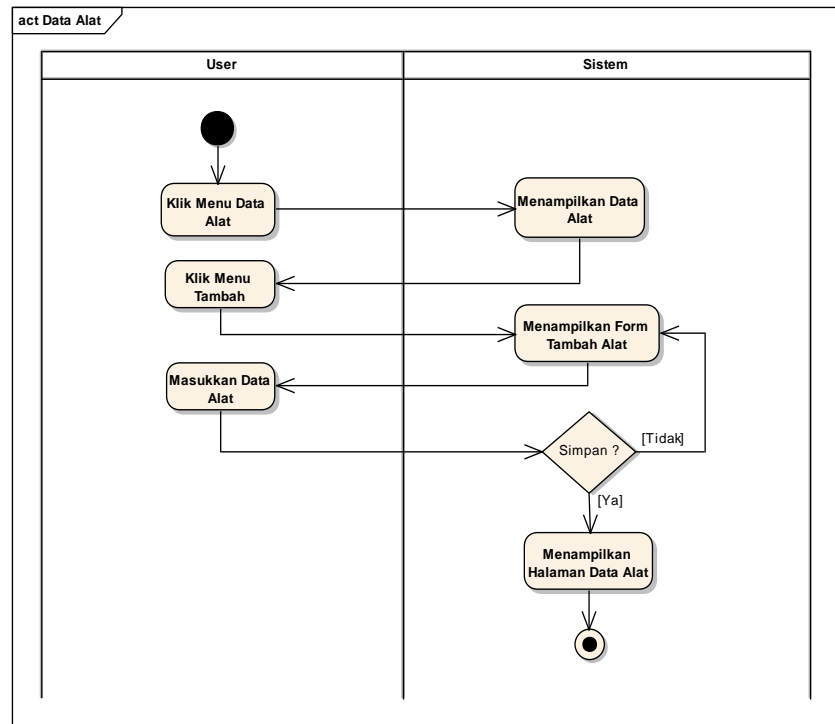 act Data Alat
User
Sistem
Klik Menu Data
Alat
Menampilkan Data
Alat
Klik Menu
Tambah
Menampilkan Form
Tambah Alat
Masukkan Data
Alat
Simpan ?
[Tidak]
[Ya]
Menampilkan
Halaman Data Alat